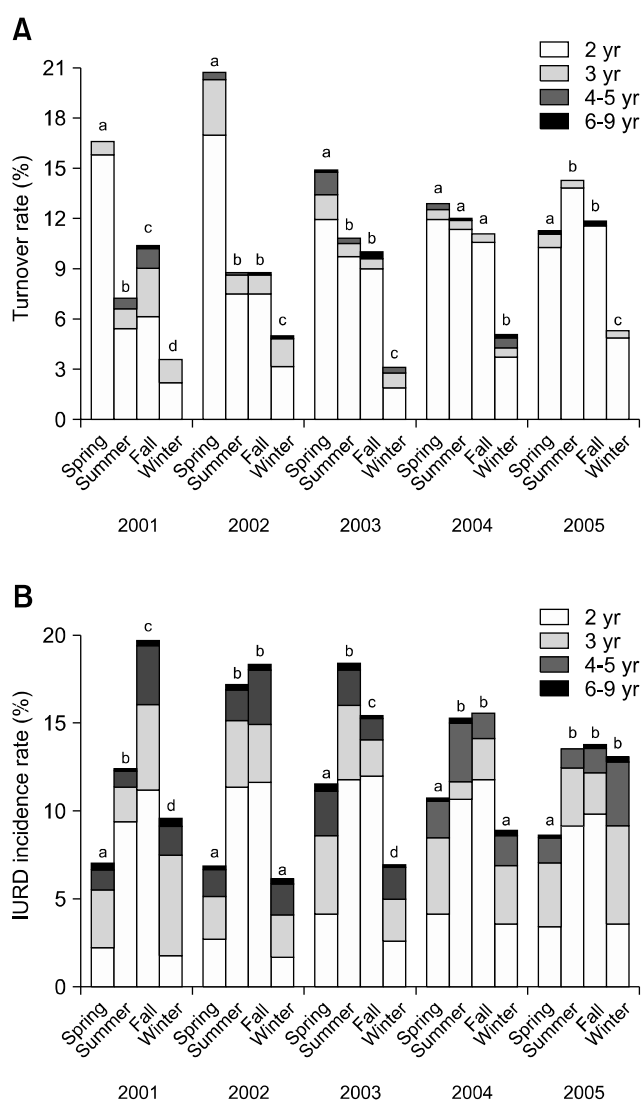 A
2 yr
3 yr
4-5 yr
6-9 yr
Turnover rate (%)
21
18
15
12
9
6
3
0
a
b
c
d
a
b
b
c
a
b
b
c
a
a
a
b
a
b
b
c
Spring
Summer
Fall
Winter
Spring
Summer
Fall
Winter
Spring
Summer
Fall
Winter
Spring
Summer
Fall
Winter
Spring
Summer
Fall
Winter
2001
2002
2003
2004
2005
B
2 yr
3 yr
4-5 yr
6-9 yr
IURD incidence rate (%)
20
15
10
5
0
a
b
c
d
a
b
b
a
a
b
c
d
a
b
b
a
a
b
b
b
Spring
Summer
Fall
Winter
Spring
Summer
Fall
Winter
Spring
Summer
Fall
Winter
Spring
Summer
Fall
Winter
Spring
Summer
Fall
Winter
2001
2002
2003
2004
2005